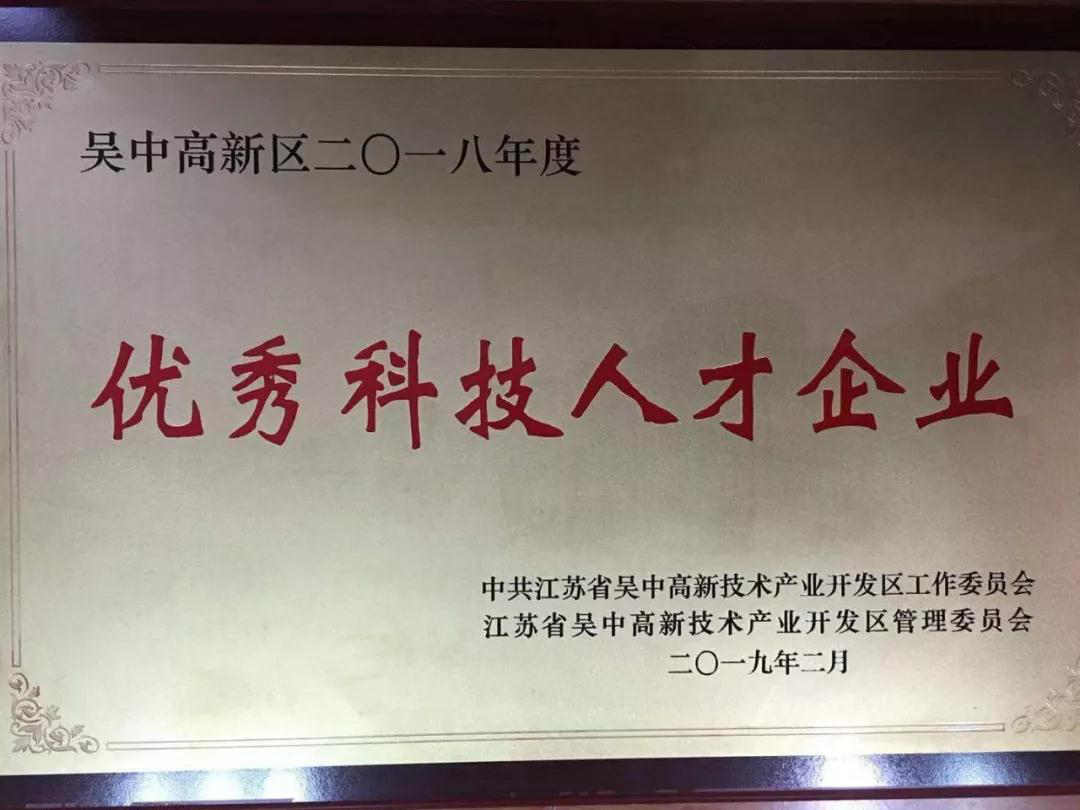 吴中高新区二〇一八年度
优秀科技人才企业
中共江苏省吴中高新技术产业开发区工作委员会
江苏省吴中高新技术产业开发区管理委员会
二〇一九年二月